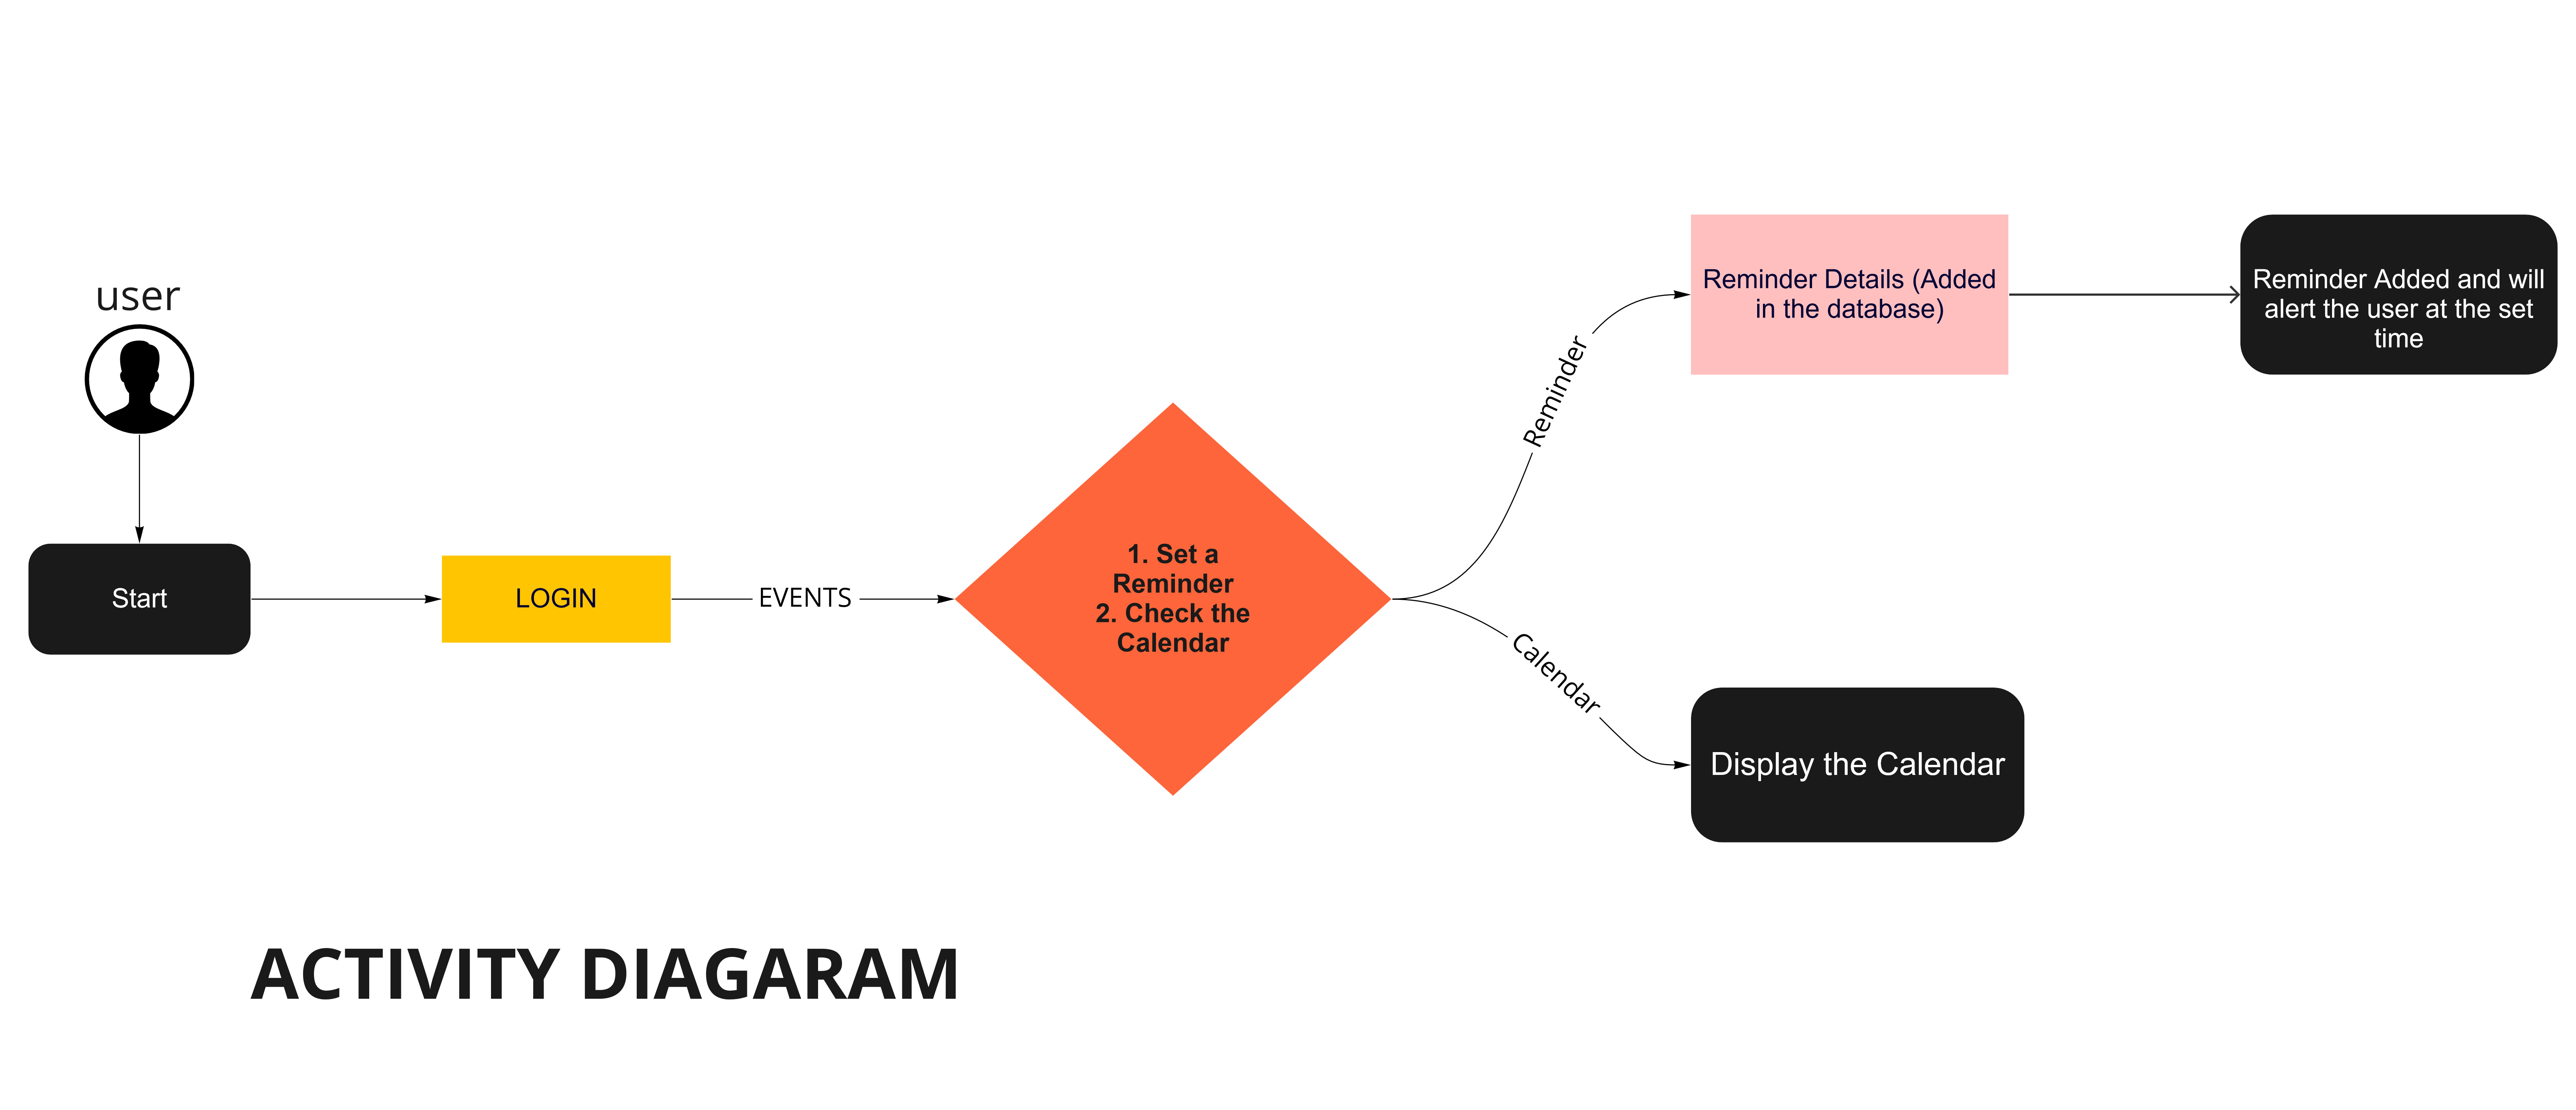 user
Start
LOGIN
EVENTS
1. Set a
Reminder
2. Check the
Calendar
Reminder
Reminder Details (Added
in the database)
Reminder Added and will
alert the user at the set
time
Calendar
Display the Calendar
ACTIVITY DIAGARAM